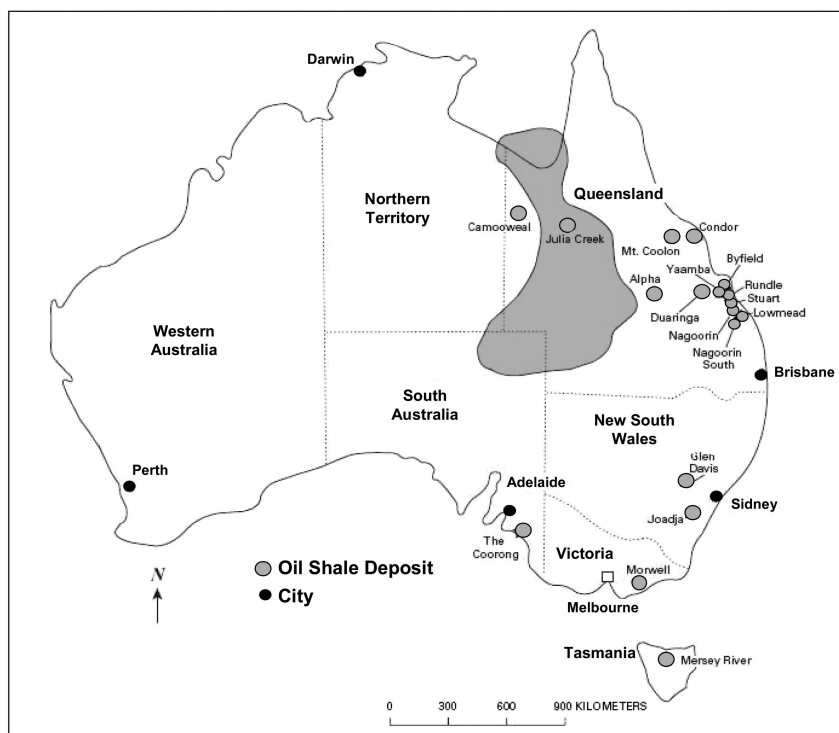 Darwin
Northern
Territory
Queensland
Camooweal
Julia Creek
Condor
Mt. Coolon
Byfield
Yaamba
Rundle
Alpha
Stuart
Lowmead
Duaringa
Nagoorin
Nagoorin
South
Western
Australia
Brisbane
South
Australia
New South
Wales
Glen
Davis
Perth
Adelaide
Sidney
Joadja
The
Coorong
Victoria
Morwell
Oil Shale Deposit
City
N
Melbourne
Tasmania
Mersey River
0 300 600 900 KILOMETERS